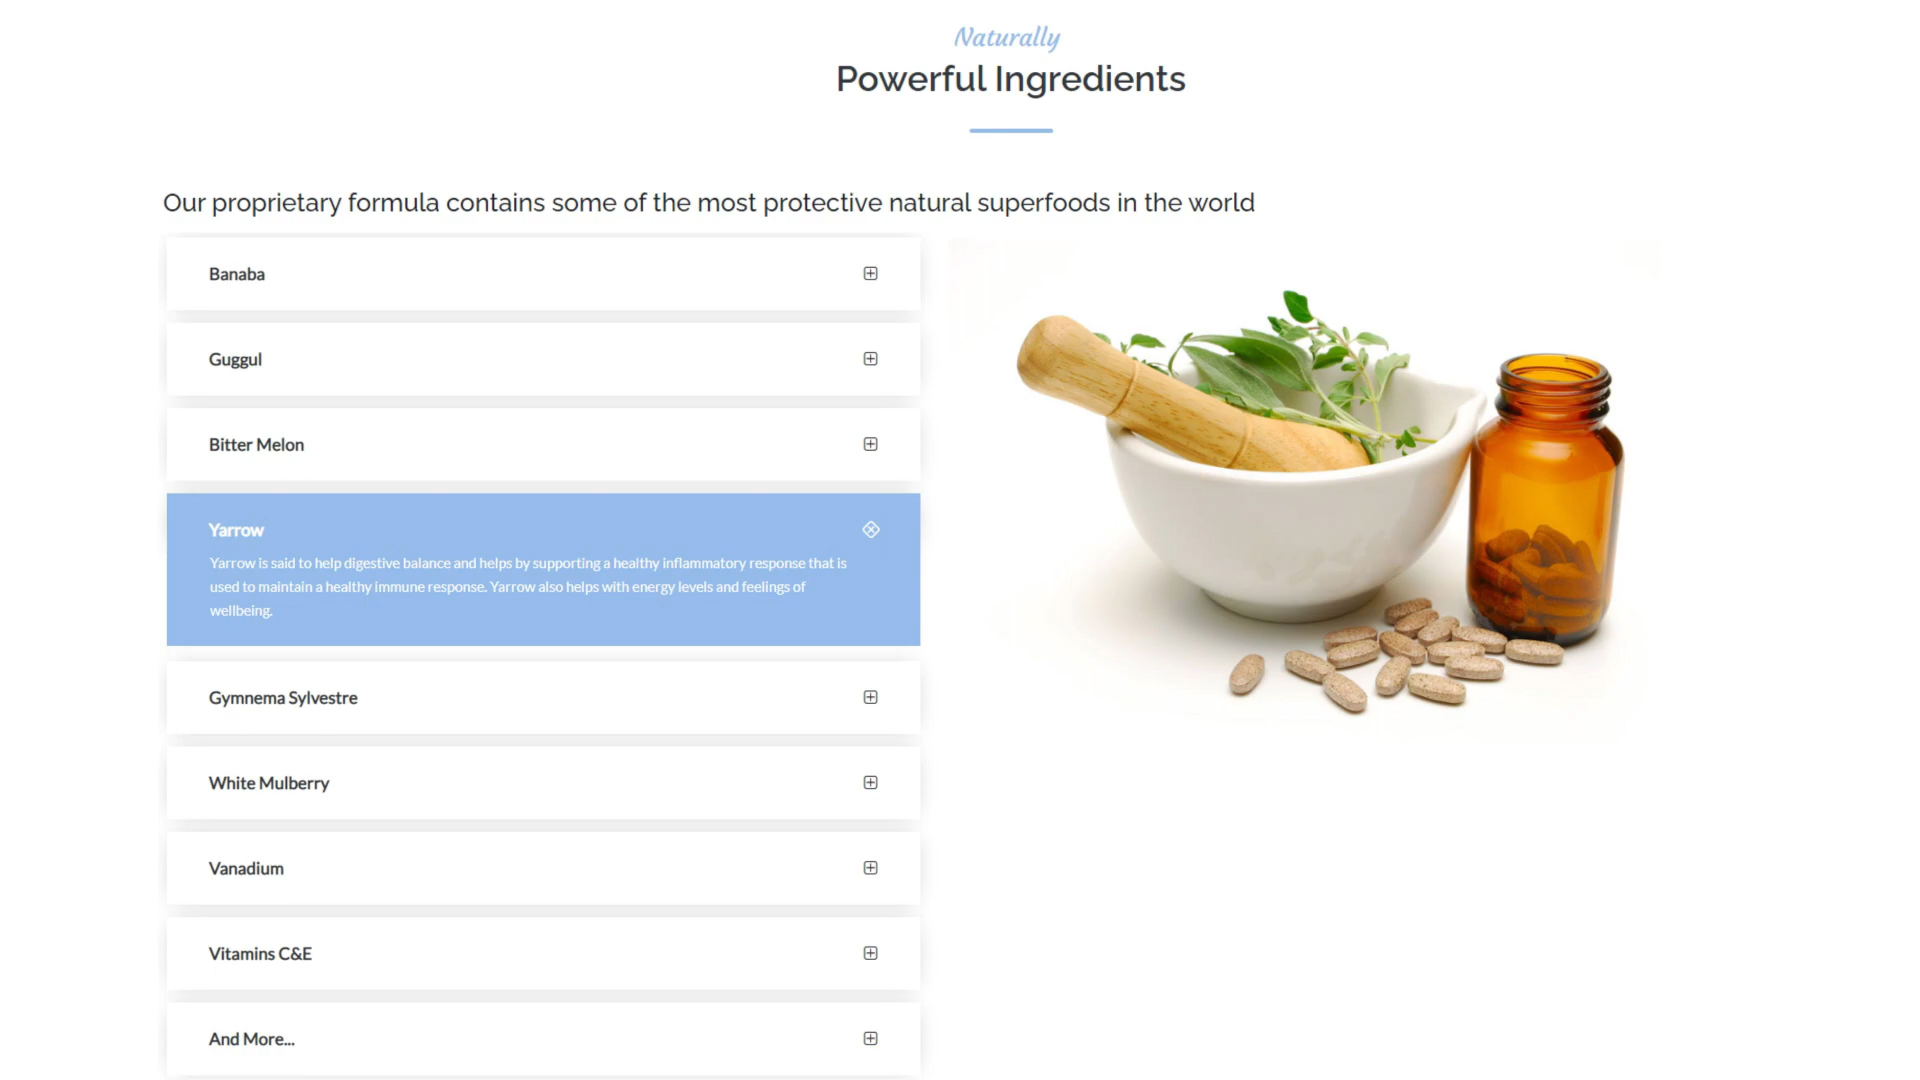 Naturally
Powerful Ingredients
Our proprietary formula contains some of the most protective natural superfoods in the world
Banaba
Guggul
Bitter Melon
Yarrow
Yarrow is said to help digestive balance and helps by supporting a healthy inflammatory response that is
used to maintain a healthy immune response. Yarrow also helps with energy levels and feelings of
wellbeing.
Gymnema Sylvestre
White Mulberry
Vanadium
Vitamins C&E
And More...